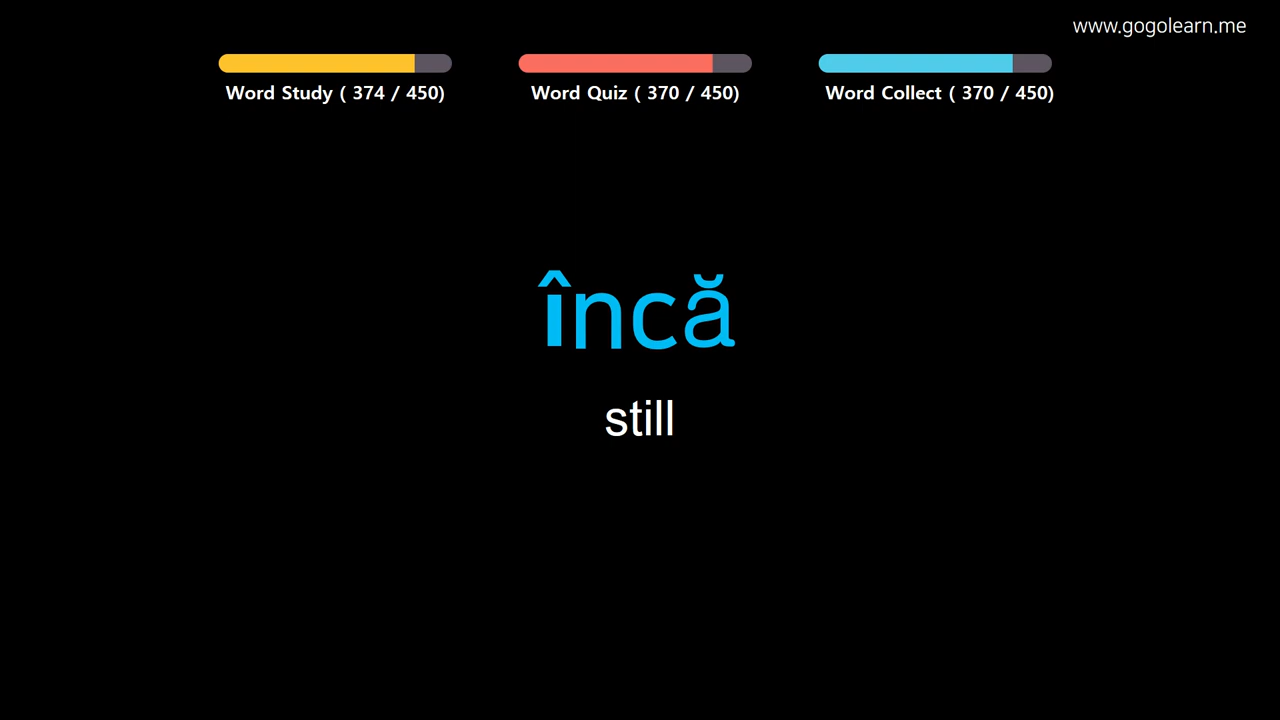 www.gogolearn.me
Word Study ( 374 / 450)
Word Quiz ( 370 / 450)
Word Collect ( 370 / 450)
încă
still